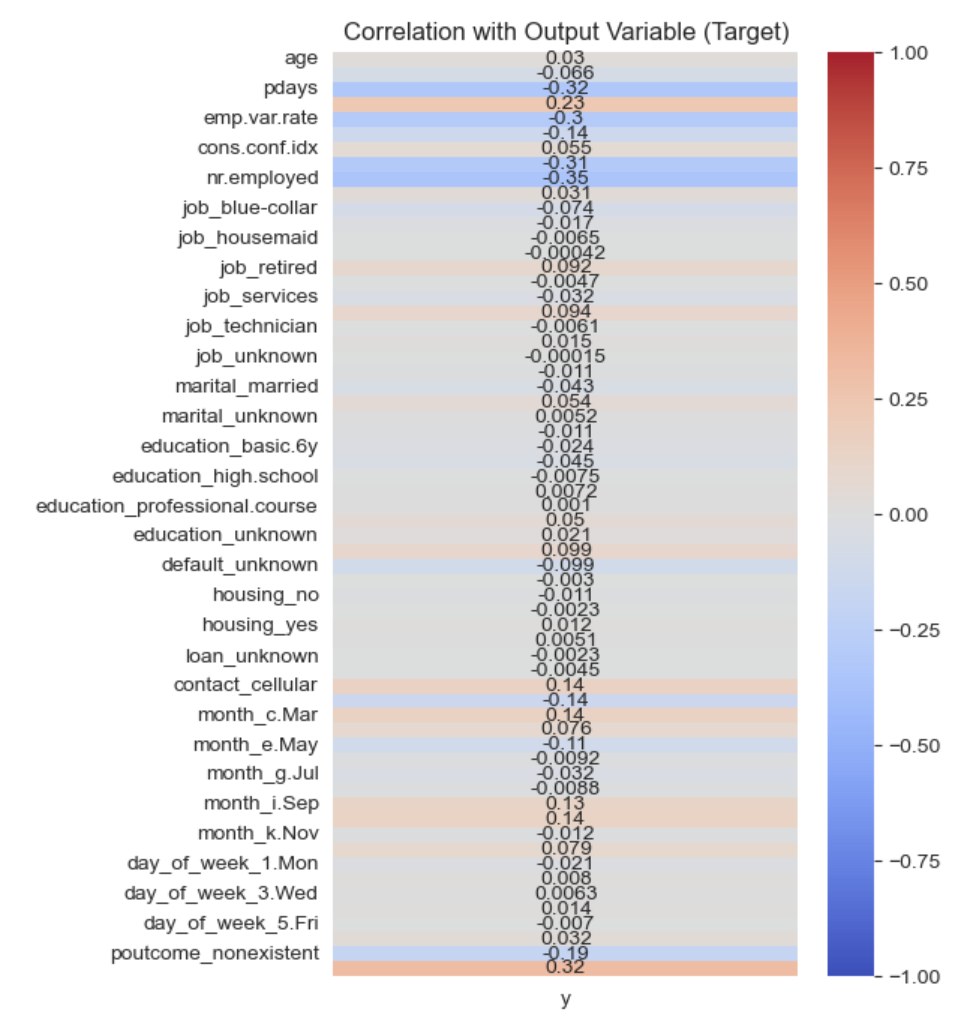 Correlation with Output Variable (Target)
age 0.03
-0.066
pdays -0.32
0.23
emp.var.rate -0.3
-0.14
cons.conf.idx 0.055
-0.31
nr.employed -0.35
0.031
job_blue-collar -0.074
-0.017
job_housemaid -0.0065
-0.00042
job_retired 0.092
-0.0047
job_services -0.032
0.094
job_technician -0.0061
0.015
job_unknown -0.00015
-0.011
marital_married -0.043
0.054
marital_unknown 0.0052
-0.011
education_basic.6y -0.024
-0.045
education_high.school -0.0075
0.0072
education_professional.course 0.001
0.05
education_unknown 0.021
0.099
default_unknown -0.099
-0.003
housing_no -0.011
-0.0023
housing_yes 0.012
0.0051
loan_unknown -0.0023
-0.0045
contact_cellular 0.14
-0.14
month_c.Mar 0.14
0.076
month_e.May -0.11
-0.0092
month_g.Jul -0.032
-0.0088
month_i.Sep 0.13
0.14
month_k.Nov -0.012
0.079
day_of_week_1.Mon -0.021
0.008
day_of_week_3.Wed 0.0063
0.014
day_of_week_5.Fri -0.007
0.032
poutcome_nonexistent -0.19
0.32
y
1.00
0.75
0.50
0.25
0.00
-0.25
-0.50
-0.75
-1.00